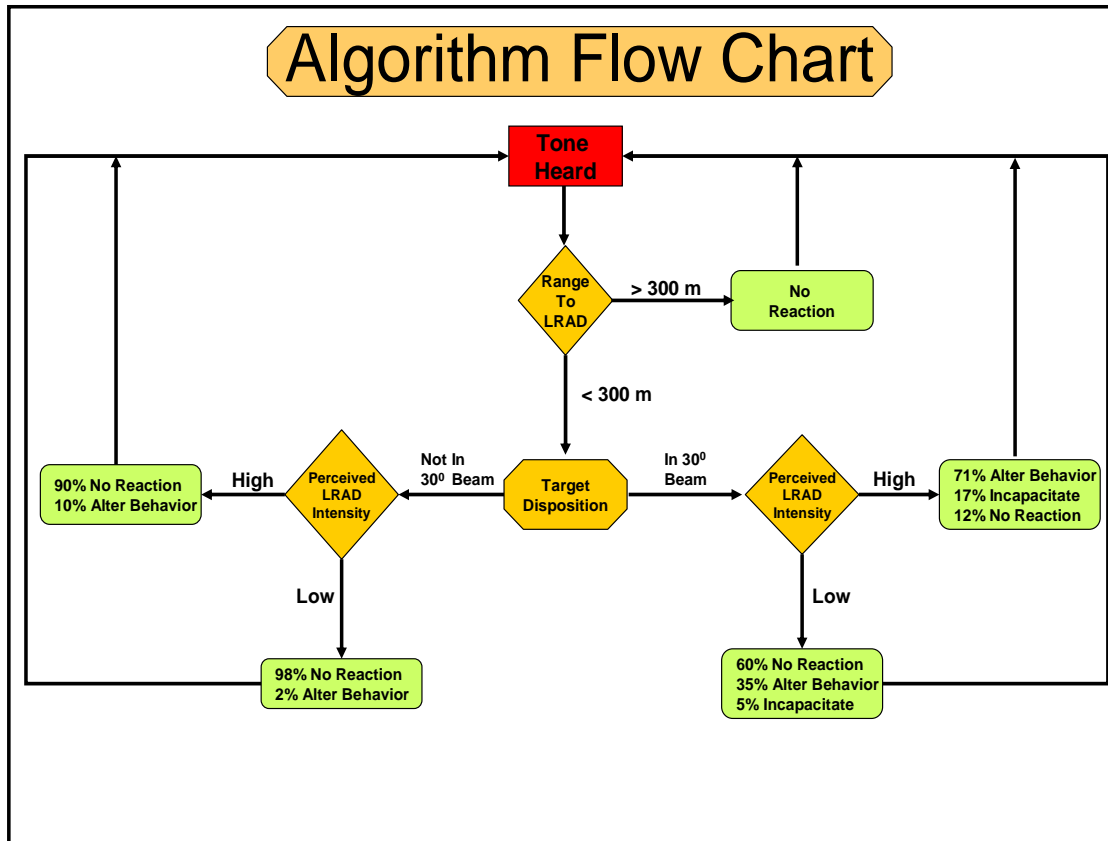 Algorithm Flow Chart
Tone
Heard
Range
To
LRAD
> 300 m
No
Reaction
< 300 m
90% No Reaction
10% Alter Behavior
High
Perceived
LRAD
Intensity
Not In
30⁰ Beam
Target
Disposition
In 30⁰
Beam
Perceived
LRAD
Intensity
High
71% Alter Behavior
17% Incapacitate
12% No Reaction
Low
Low
98% No Reaction
2% Alter Behavior
60% No Reaction
35% Alter Behavior
5% Incapacitate